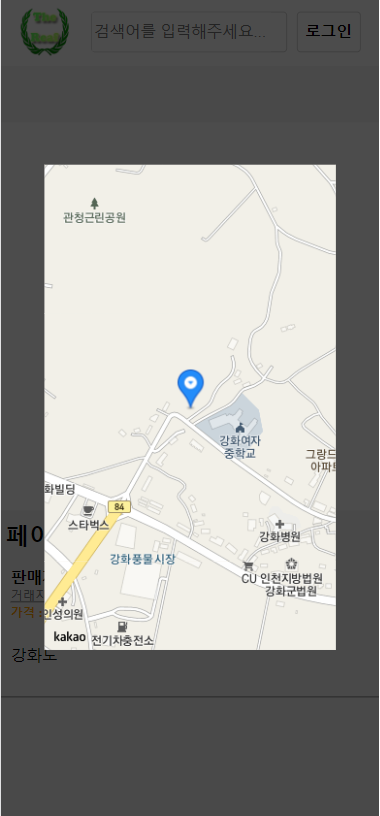 The
Best
검색어를 입력해주세요...
로그인
관청근린공원
강화여자
중학교
그랑드
아파트
화빌딩
84
스타벅스
페이
강화병원
강화풍물시장
판매
CU
인천지방법원
강화군법원
거래
가격 :
인성의원
kakao
전기차충전소
강화도